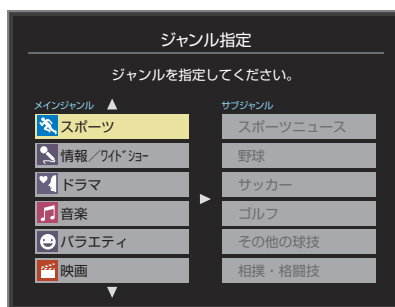 ジャンル指定
ジャンルを指定してください。
メインジャンル ▲
サブジャンル
スポーツ
スポーツニュース
情報／ワイドショー
野球
ドラマ
サッカー
音楽
ゴルフ
バラエティ
その他の球技
映画
相撲・格闘技